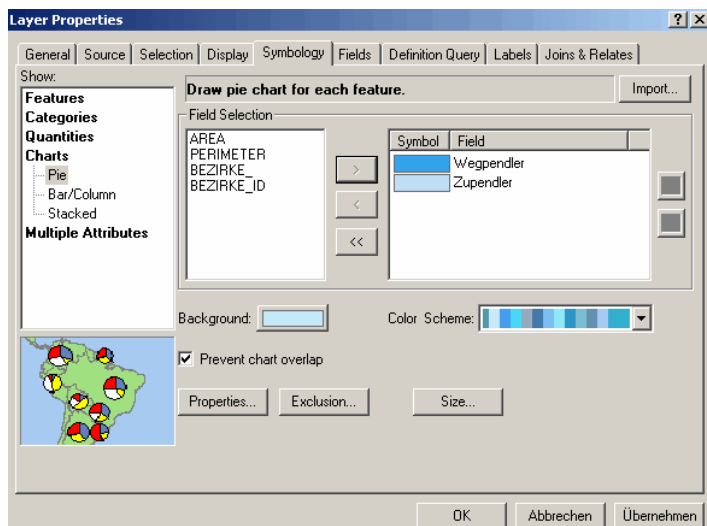 Layer Properties
General Source Selection Display Symbology Fields Definition Query Labels Joins & Relates
Show:
Features
Categories
Quantities
Charts
Pie
Bar/Column
Stacked
Multiple Attributes
Draw pie chart for each feature.
Import...
Field Selection
AREA
PERIMETER
BEZIRKE_
BEZIRKE_ID
>
<
<<
Symbol Field
Wegpendler
Zupendler
Background:
Color Scheme:
Prevent chart overlap
Properties...
Exclusion...
Size...
OK
Abbrechen
Übernehmen